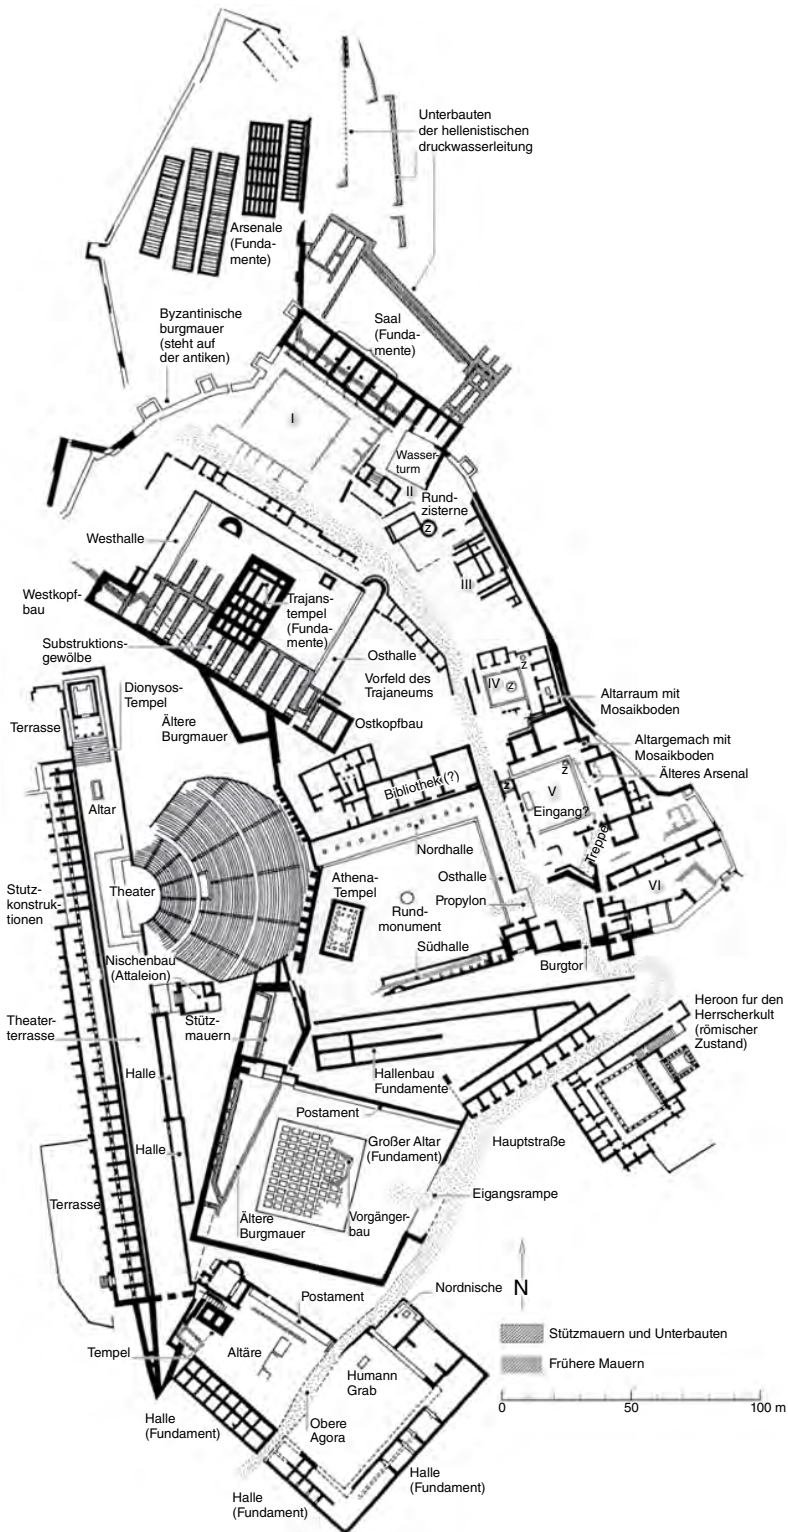 Unterbauten
der hellenistischen
druckwasserleitung
Arsenale
(Funda-
mente)
Byzantinische
burgmauer
(steht auf
der antiken)
Saal
(Funda-
mente)
I
Wasser-
turm
II
Rund-
zisterne
z
Westhalle
III
Westkopf-
bau
Trajans-
tempel
(Funda-
mente)
Substruktions-
gewölbe
Osthalle
Vorfeld des
Trajaneums
IV
z
z
Altarraum mit
Mosaikboden
Dionysos-
Tempel
Terrasse
Ältere
Burgmauer
Ostkopfbau
Altargemach mit
Mosaikboden
Älteres Arsenal
Altar
Bibliothek (?)
z
z
V
Eingang?
Nordhalle
Treppe
Theater
Athena-
Tempel
Osthalle
VI
Stutz-
konstruk-
tionen
Rund-
monument
Propylon
Südhalle
Burgtor
Nischenbau
(Attaleion)
Heroon fur den
Herrscherkult
(römischer
Zustand)
Theater-
terrasse
Stütz-
mauern
Halle
Hallenbau
Fundamente
Postament
Großer Altar
(Fundament)
Hauptstraße
Halle
Eigangsrampe
Terrasse
Ältere
Burgmauer
Vorgänger-
bau
Nordnische
N
Postament
Stützmauern und Unterbauten
Tempel
Altäre
Humann
Grab
Frühere Mauern
0
50
100 m
Halle
(Fundament)
Obere
Agora
Halle
(Fundament)
Halle
(Fundament)